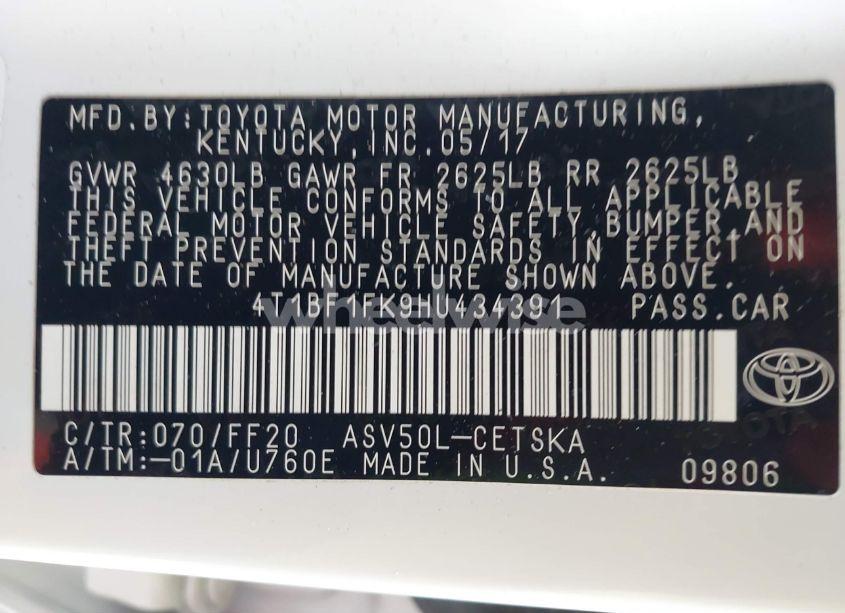 MFD.BY:TOYOTA MOTOR MANUFACTURING,
KENTUCKY,INC.05/17
GVWR 4630LB GAWR FR 2625LB RR 2625LB
THIS VEHICLE CONFORMS TO ALL APPLICABLE
FEDERAL MOTOR VEHICLE SAFETY,BUMPER,AND
THEFT PREVENTION STANDARDS IN EFFECT ON
THE DATE OF MANUFACTURE SHOWN ABOVE.
4T1BF1FK9HU434391 PASS.CAR
wheelwise
TOYOTA
C/TR:070/FF20 ASV50L-CETSKA
A/TM:-01A/U760E MADE IN U.S.A. 09806